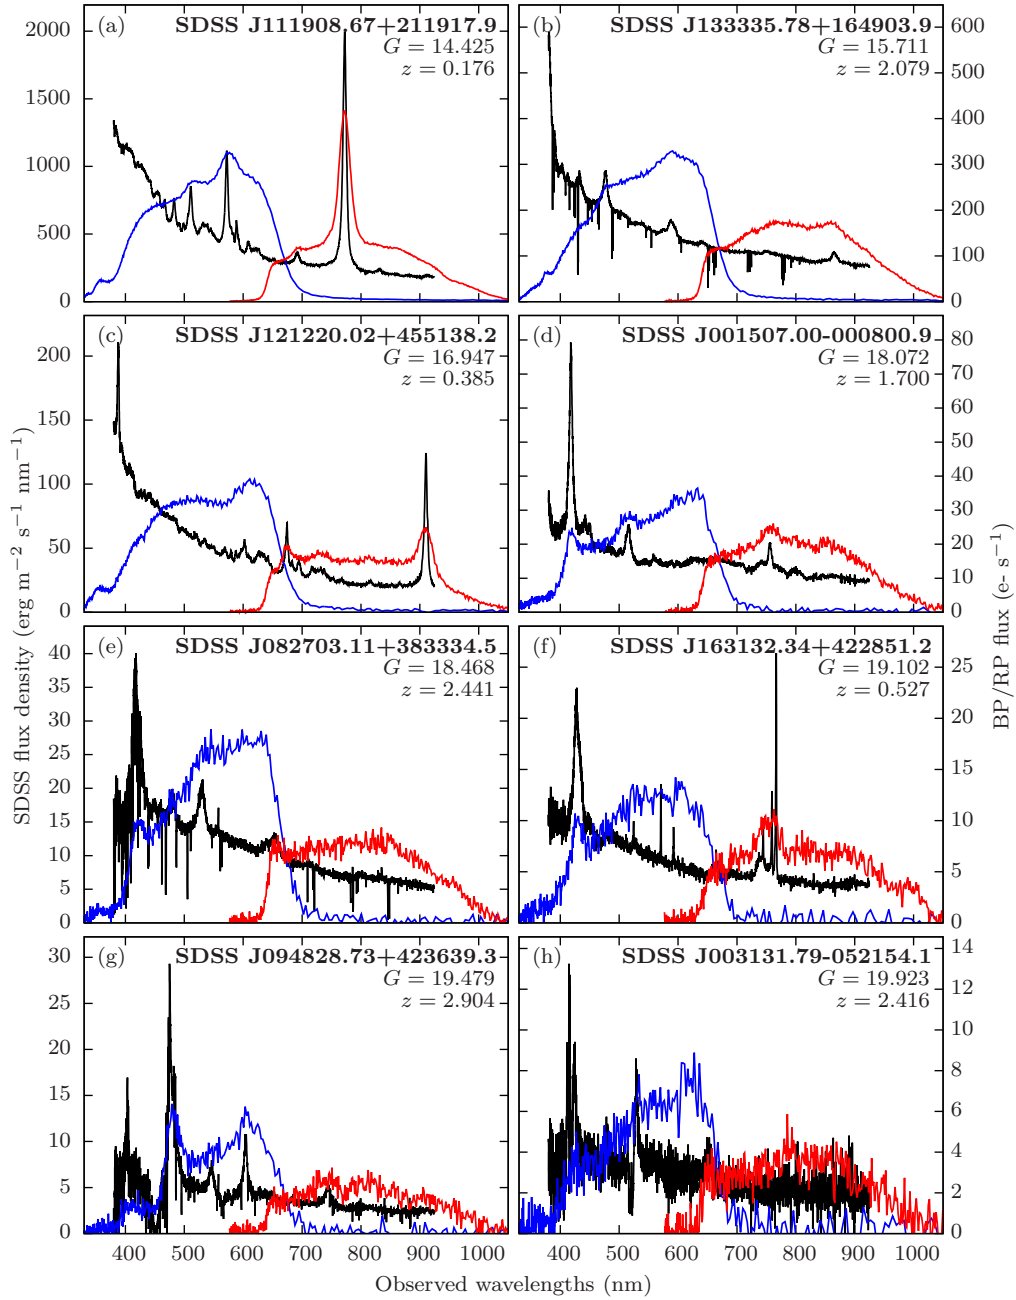 (a) SDSS J111908.67+211917.9
G = 14.425
z = 0.176
2000
1500
1000
500
0
(b) SDSS J133335.78+164903.9
G = 15.711
z = 2.079
600
500
400
300
200
100
0
(c) SDSS J121220.02+455138.2
G = 16.947
z = 0.385
200
150
100
50
0
(d) SDSS J001507.00-000800.9
G = 18.072
z = 1.700
80
70
60
50
40
30
20
10
0
(e) SDSS J082703.11+383334.5
G = 18.468
z = 2.441
40
35
30
25
20
15
10
5
0
(f) SDSS J163132.34+422851.2
G = 19.102
z = 0.527
25
20
15
10
5
0
(g) SDSS J094828.73+423639.3
G = 19.479
z = 2.904
30
25
20
15
10
5
0
400 500 600 700 800 900 1000
(h) SDSS J003131.79-052154.1
G = 19.923
z = 2.416
14
12
10
8
6
4
2
0
400 500 600 700 800 900 1000
SDSS flux density (erg m⁻² s⁻¹ nm⁻¹)
BP/RP flux (e- s⁻¹)
Observed wavelengths (nm)